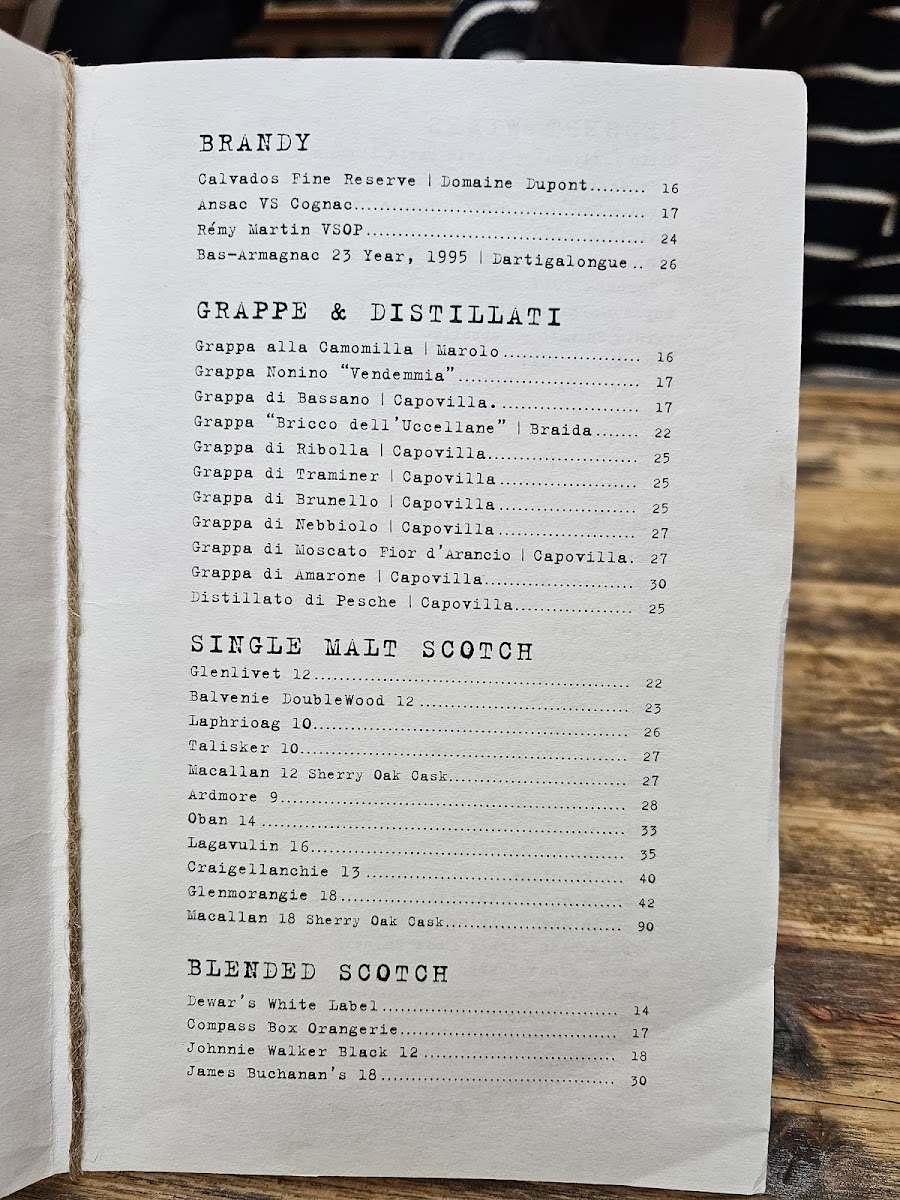 BRANDY
Calvados Fine Reserve | Domaine Dupont......... 16
Ansac VS Cognac.................................................. 17
Rémy Martin VSOP................................................ 24
Bas-Armagnac 23 Year, 1995 | Dartigalongue.. 26
GRAPPE & DISTILLATI
Grappa alla Camomilla | Marolo........................ 16
Grappa Nonino “Vendemmia”............................... 17
Grappa di Bassano | Capovilla......................... 17
Grappa “Bricco dell'Uccellane” | Braida....... 22
Grappa di Ribolla | Capovilla.......................... 25
Grappa di Traminer | Capovilla........................ 25
Grappa di Brunello | Capovilla........................ 25
Grappa di Nebbiolo | Capovilla........................ 27
Grappa di Moscato Fior d'Arancio | Capovilla. 27
Grappa di Amarone | Capovilla.......................... 30
Distillato di Pesche | Capovilla.................... 25
SINGLE MALT SCOTCH
Glenlivet 12...................................................... 22
Balvenie DoubleWood 12.................................... 23
Laphrioag 10...................................................... 26
Talisker 10........................................................ 27
Macallan 12 Sherry Oak Cask.............................. 27
Ardmore 9........................................................... 28
Oban 14.............................................................. 33
Lagavulin 16...................................................... 35
Craigellanchie 13............................................. 40
Glenmorangie 18................................................. 42
Macallan 18 Sherry Oak Cask.............................. 90
BLENDED SCOTCH
Dewar's White Label......................................... 14
Compass Box Orangerie..................................... 17
Johnnie Walker Black 12.................................. 18
James Buchanan's 18......................................... 30